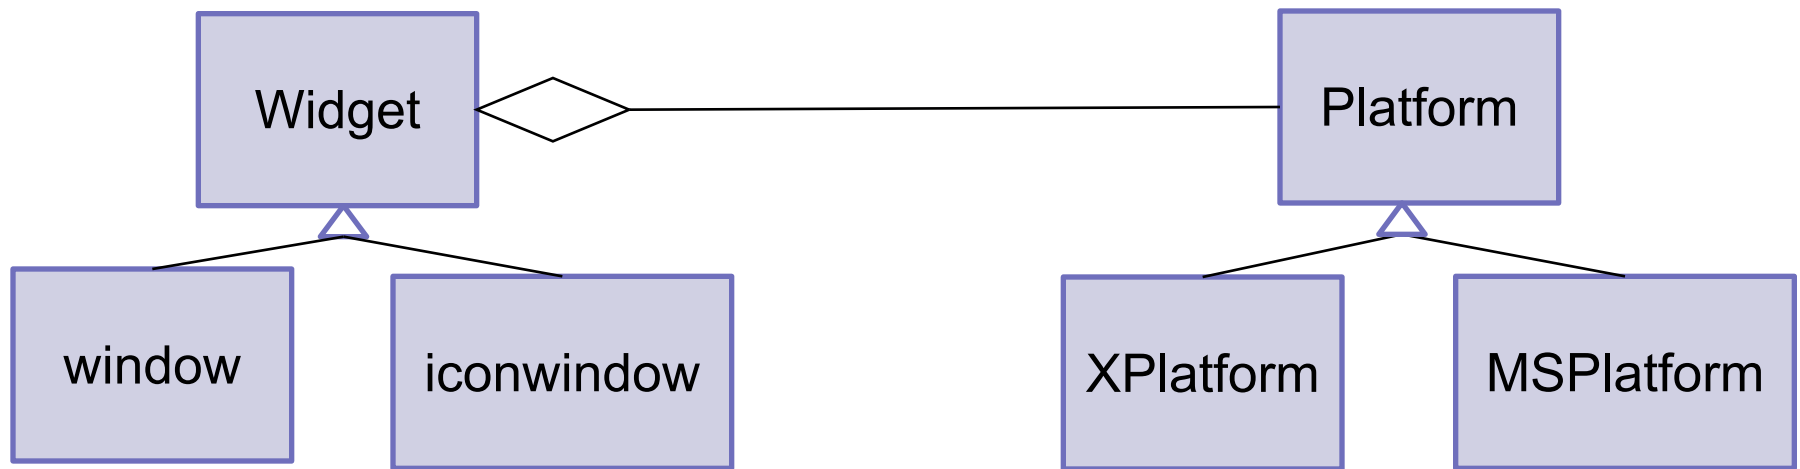 Widget
Platform
window
iconwindow
XPlatform
MSPlatform